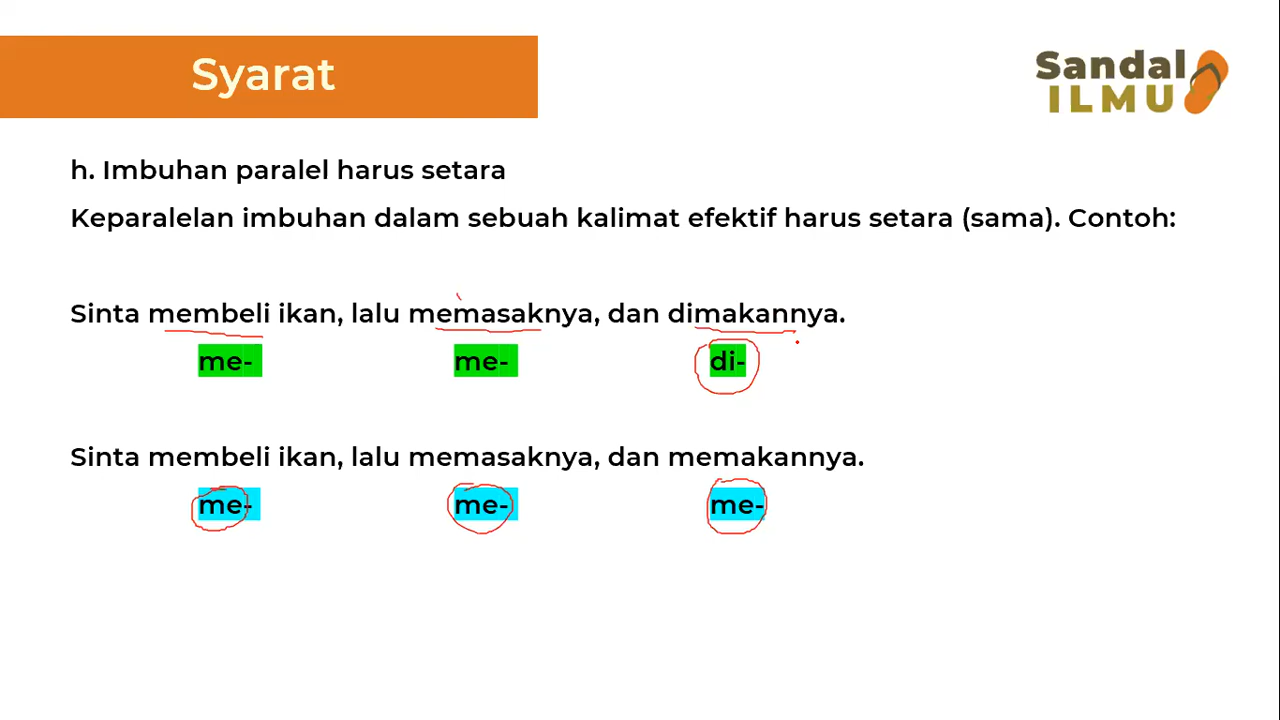 Syarat
Sandal
ILMU
h. Imbuhan paralel harus setara
Keparalelan imbuhan dalam sebuah kalimat efektif harus setara (sama). Contoh:
Sinta membeli ikan, lalu memasaknya, dan dimakannya.
me- me- di-
Sinta membeli ikan, lalu memasaknya, dan memakannya.
me- me- me-